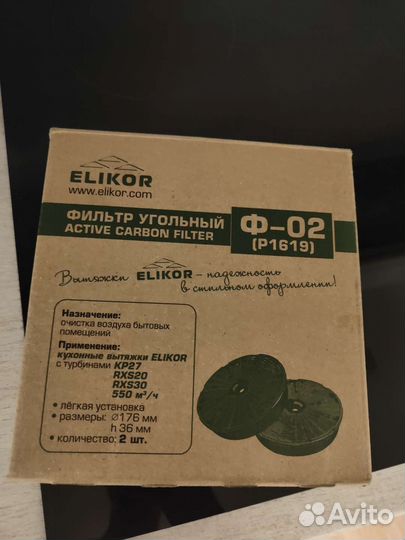 ELIKOR
www.elikor.com
ФИЛЬТР УГОЛЬНЫЙ
ACTIVE CARBON FILTER
Ф-02
(P1619)
Вытяжки ELIKOR – надежность
в стильном оформлении!
Назначение:
очистка воздуха бытовых
помещений
Применение:
кухонные вытяжки ELIKOR
с турбинами KP27
RXS20
RXS30
550 м³/ч
• лёгкая установка
• размеры: ⌀176 мм
h 36 мм
• количество: 2 шт.
Avito